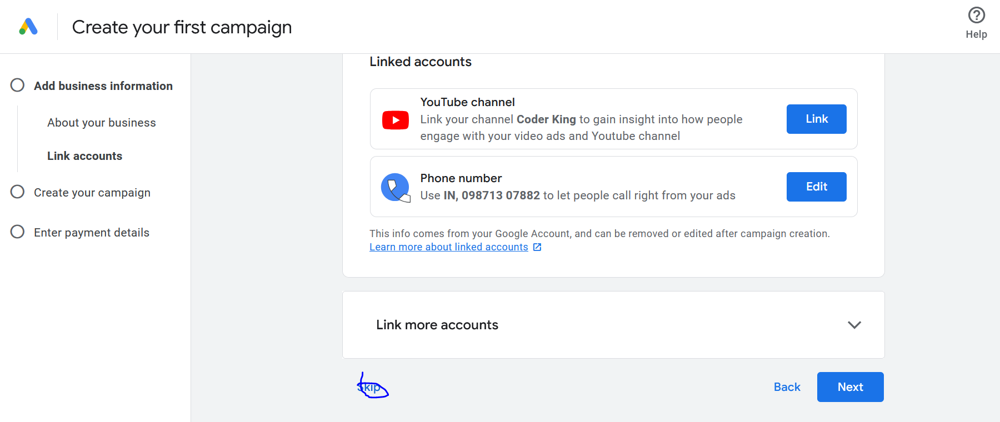 Create your first campaign
Help
Add business information
About your business
Link accounts
Create your campaign
Enter payment details
Linked accounts
YouTube channel
Link your channel Coder King to gain insight into how people
engage with your video ads and Youtube channel
Link
Phone number
Use IN, 098713 07882 to let people call right from your ads
Edit
This info comes from your Google Account, and can be removed or edited after campaign creation.
Learn more about linked accounts
Link more accounts
Skip
Back
Next